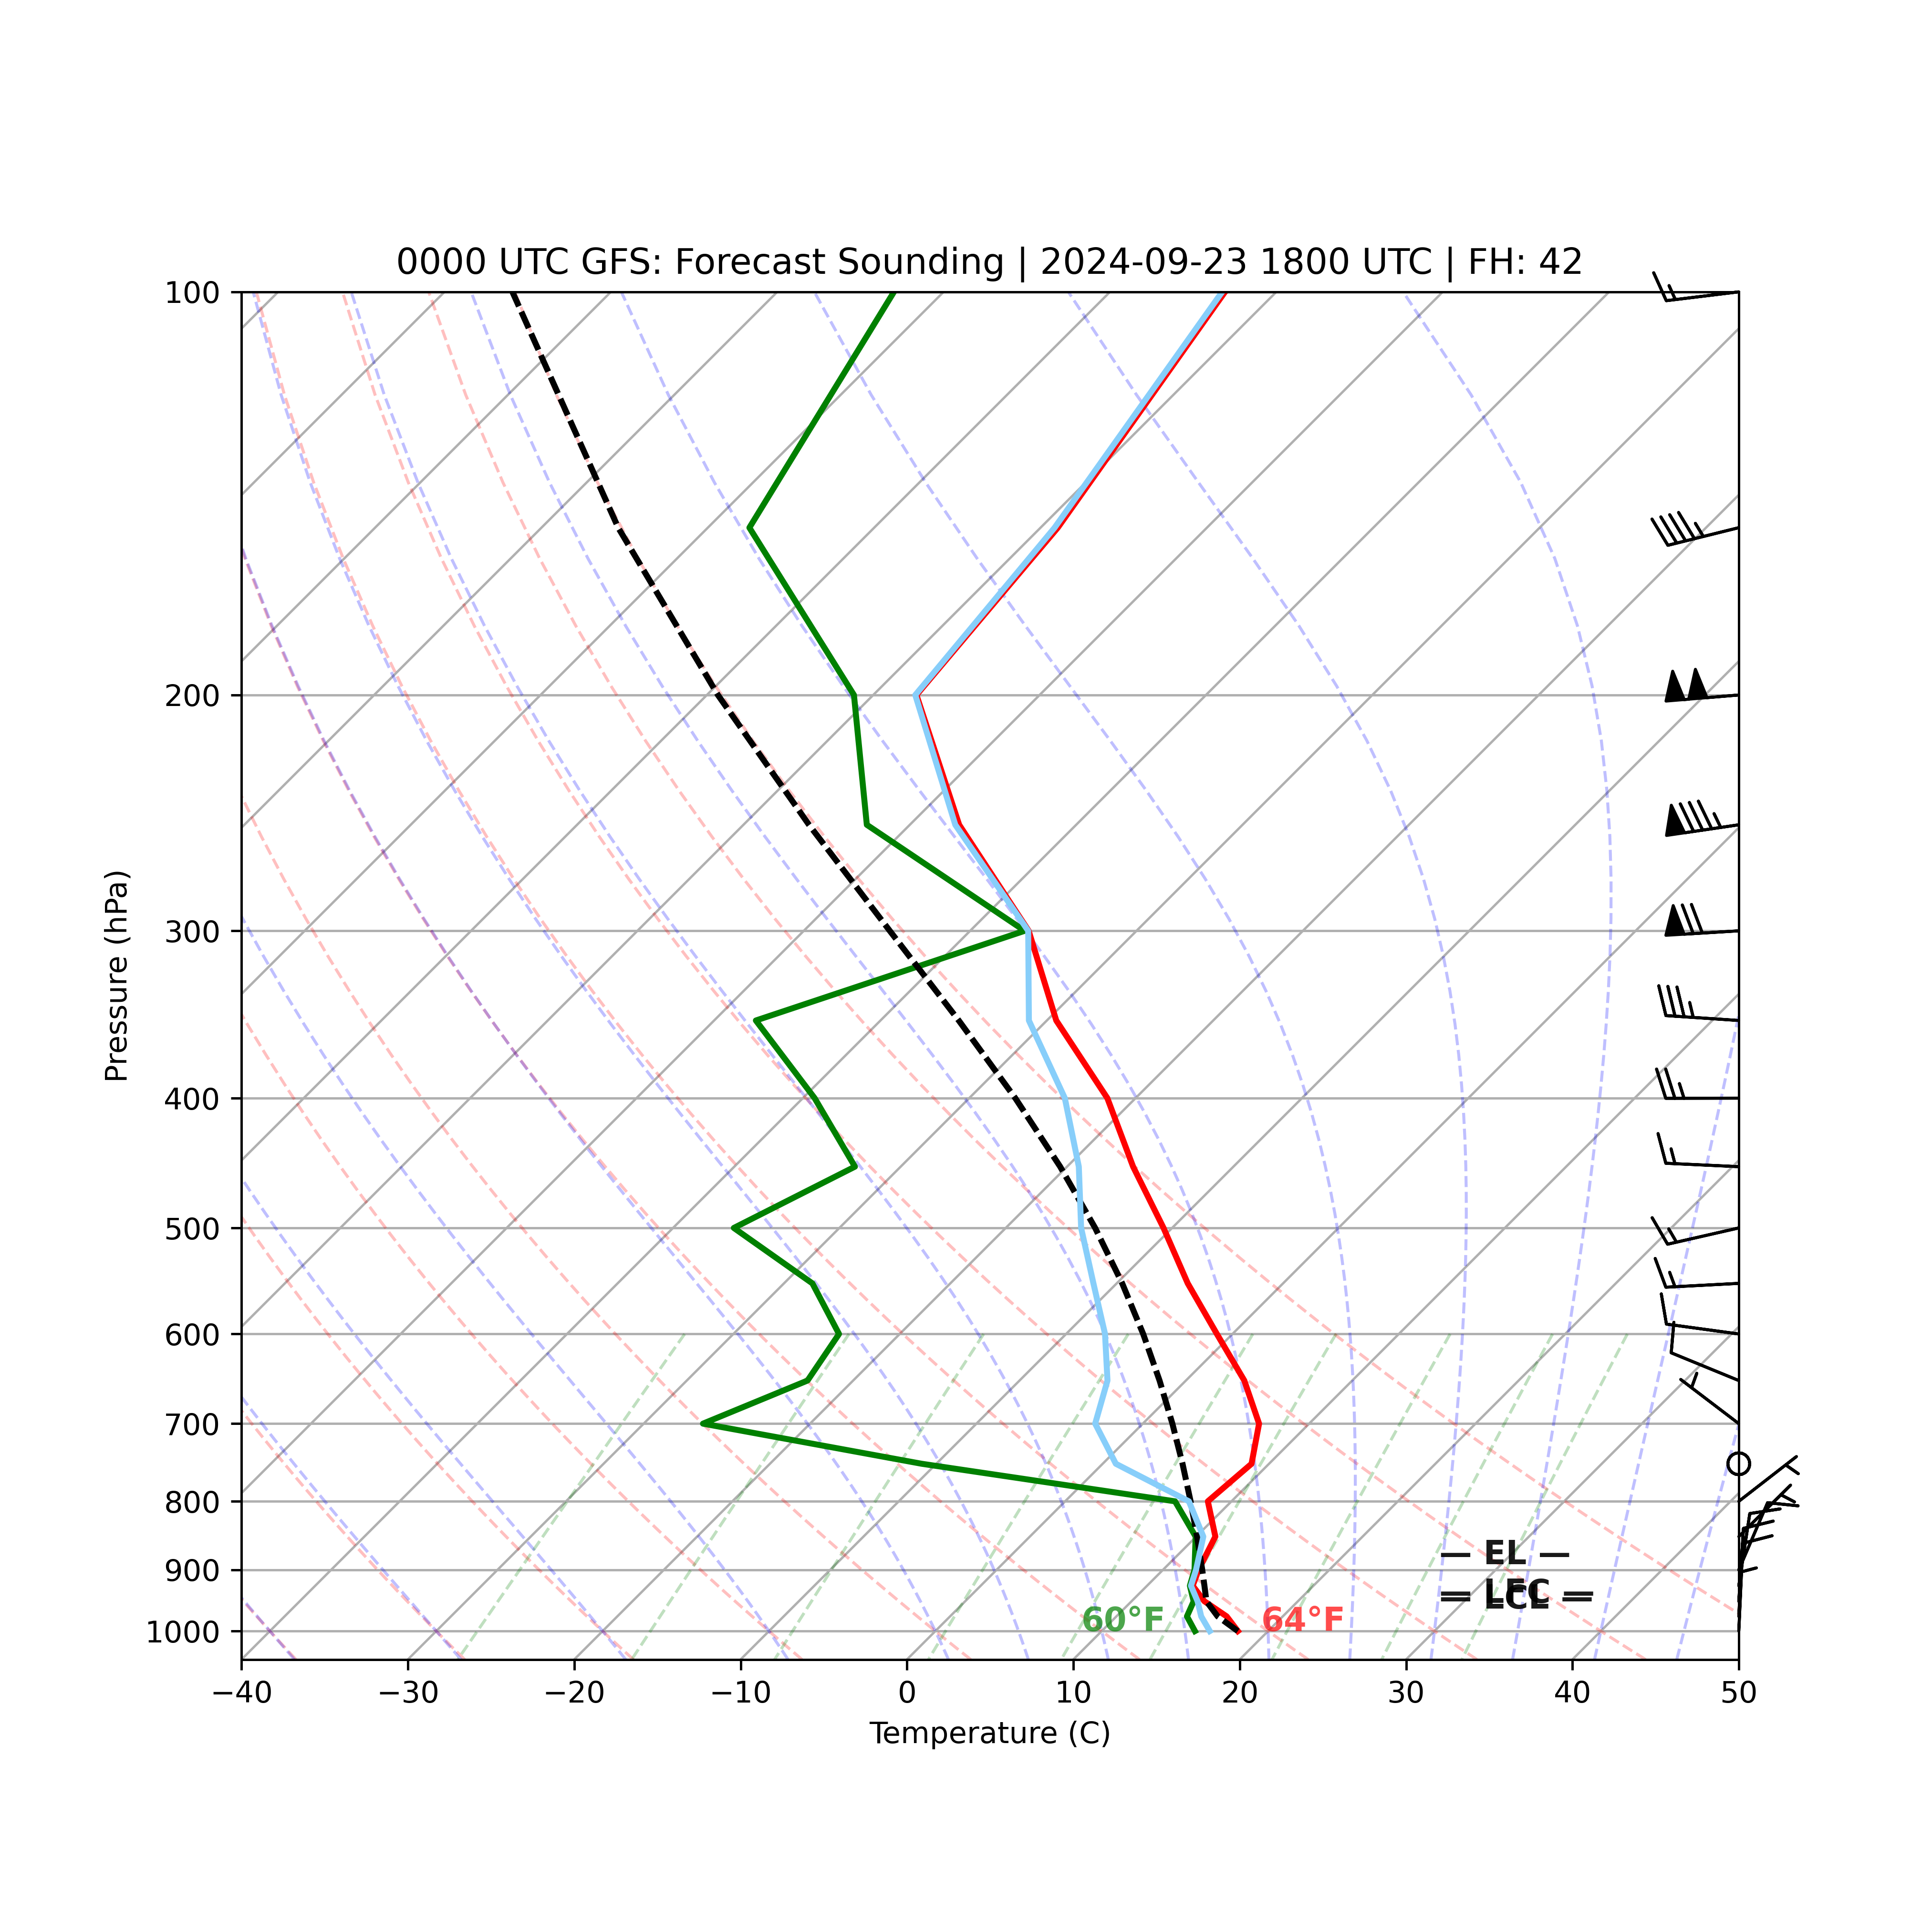 0000 UTC GFS: Forecast Sounding | 2024-09-23 1800 UTC | FH: 42
100
200
300
400
500
600
700
800
900
1000
Pressure (hPa)
— EL —
— LCL —
60°F
64°F
−40
−30
−20
−10
0
10
20
30
40
50
Temperature (C)